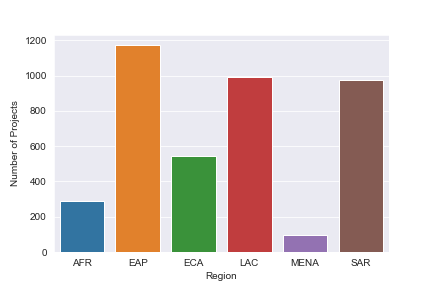 1200
1000
800
600
400
200
0
Number of Projects
AFR EAP ECA LAC MENA SAR
Region